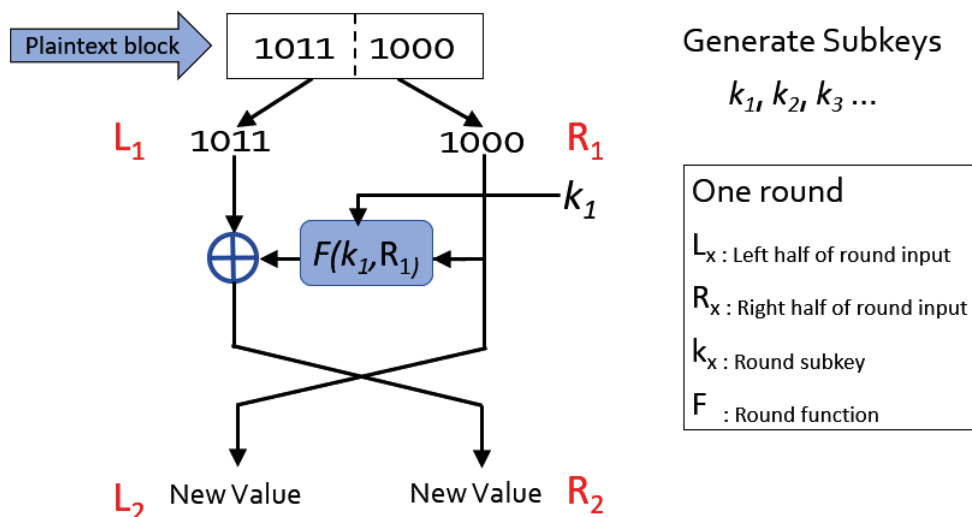 Plaintext block
1011 1000
Generate Subkeys
k1, k2, k3 ...
L1 1011 1000 R1
k1
F(k1,R1)
One round
Lx : Left half of round input
Rx : Right half of round input
kx : Round subkey
F : Round function
L2 New Value New Value R2